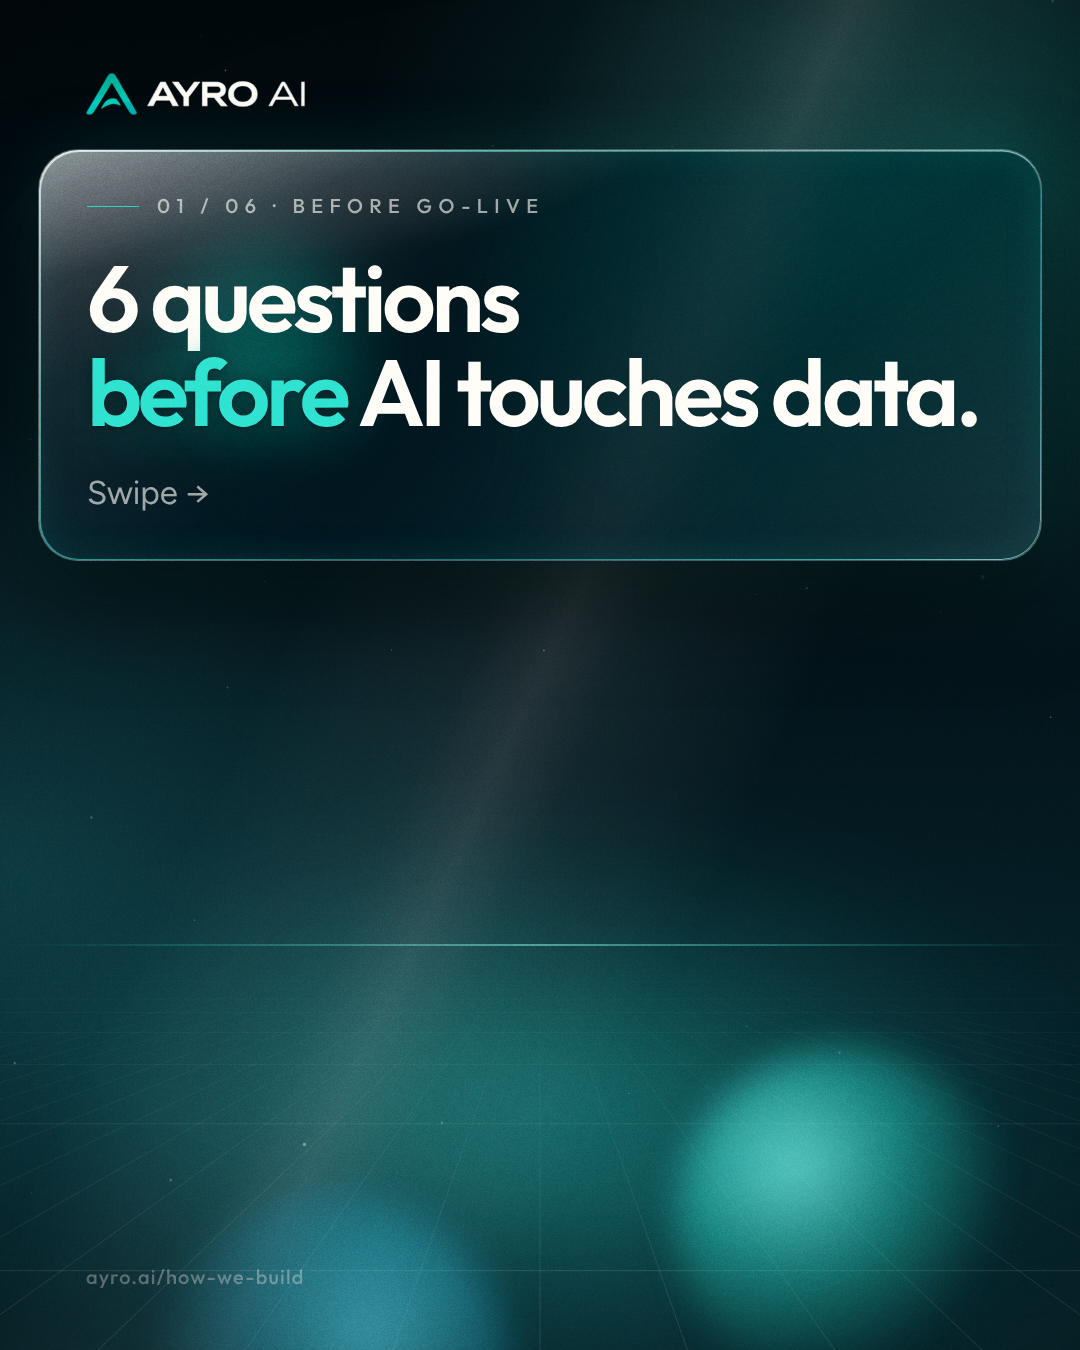 AYRO AI
01 / 06 · BEFORE GO-LIVE
6 questions
before AI touches data.
Swipe →
ayro.ai/how-we-build